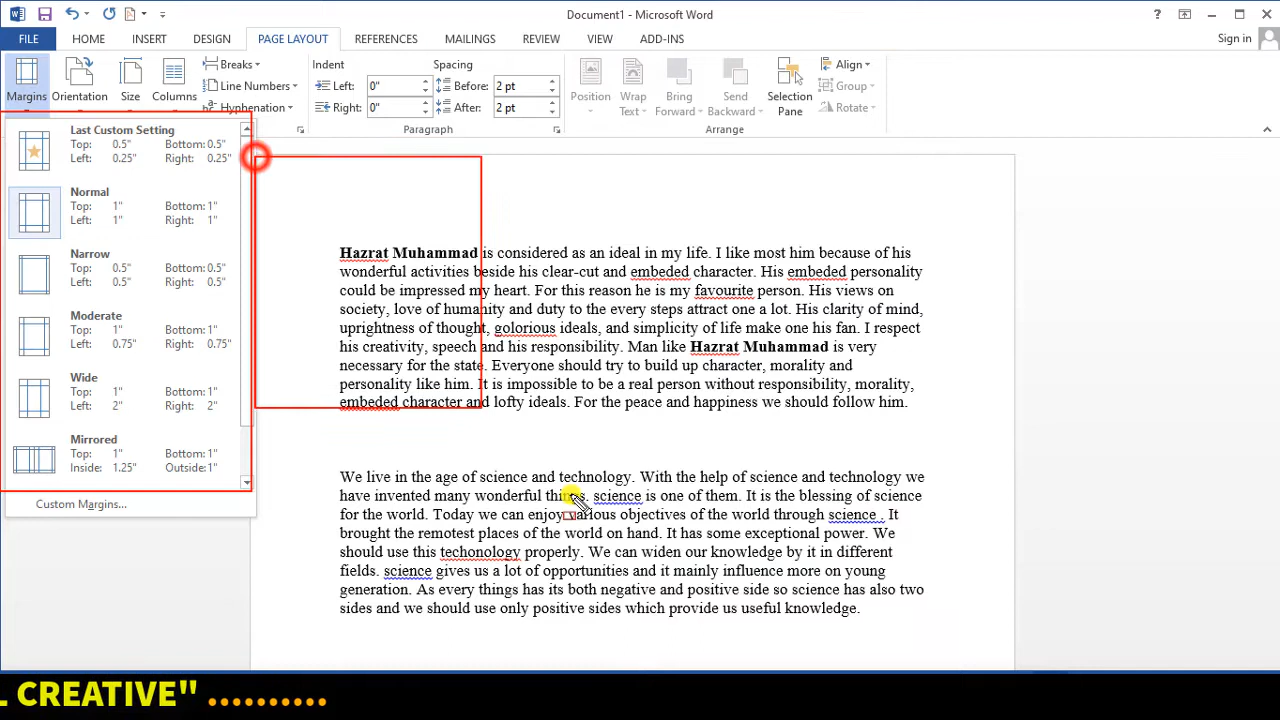 Document1 - Microsoft Word
?
FILE HOME INSERT DESIGN PAGE LAYOUT REFERENCES MAILINGS REVIEW VIEW ADD-INS Sign in
Margins Orientation Size Columns
Breaks
Line Numbers
Hyphenation
Indent Spacing
Left: 0" Before: 2 pt
Right: 0" After: 2 pt
Paragraph
Position Wrap Text Bring Forward Send Backward Selection Pane
Align
Group
Rotate
Arrange
Last Custom Setting
Top: 0.5" Bottom: 0.5"
Left: 0.25" Right: 0.25"
Normal
Top: 1" Bottom: 1"
Left: 1" Right: 1"
Narrow
Top: 0.5" Bottom: 0.5"
Left: 0.5" Right: 0.5"
Moderate
Top: 1" Bottom: 1"
Left: 0.75" Right: 0.75"
Wide
Top: 1" Bottom: 1"
Left: 2" Right: 2"
Mirrored
Top: 1" Bottom: 1"
Inside: 1.25" Outside: 1"
Custom Margins...
Hazrat Muhammad is considered as an ideal in my life. I like most him because of his
wonderful activities beside his clear-cut and embeded character. His embeded personality
could be impressed my heart. For this reason he is my favourite person. His views on
society, love of humanity and duty to the every steps attract one a lot. His clarity of mind,
uprightness of thought, golorious ideals, and simplicity of life make one his fan. I respect
his creativity, speech and his responsibility. Man like Hazrat Muhammad is very
necessary for the state. Everyone should try to build up character, morality and
personality like him. It is impossible to be a real person without responsibility, morality,
embeded character and lofty ideals. For the peace and happiness we should follow him.
We live in the age of science and technology. With the help of science and technology we
have invented many wonderful things. science is one of them. It is the blessing of science
for the world. Today we can enjoy various objectives of the world through science . It
brought the remotest places of the world on hand. It has some exceptional power. We
should use this techonology properly. We can widen our knowledge by it in different
fields. science gives us a lot of opportunities and it mainly influence more on young
generation. As every things has its both negative and positive side so science has also two
sides and we should use only positive sides which provide us useful knowledge.
L CREATIVE" ..........